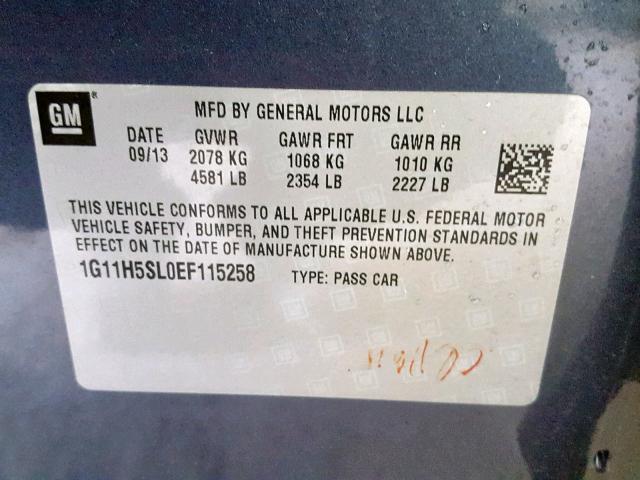 GM ®
MFD BY GENERAL MOTORS LLC
DATE GVWR GAWR FRT GAWR RR
09/13 2078 KG 1068 KG 1010 KG
4581 LB 2354 LB 2227 LB
THIS VEHICLE CONFORMS TO ALL APPLICABLE U.S. FEDERAL MOTOR
VEHICLE SAFETY, BUMPER, AND THEFT PREVENTION STANDARDS IN
EFFECT ON THE DATE OF MANUFACTURE SHOWN ABOVE.
1G11H5SL0EF115258 TYPE: PASS CAR